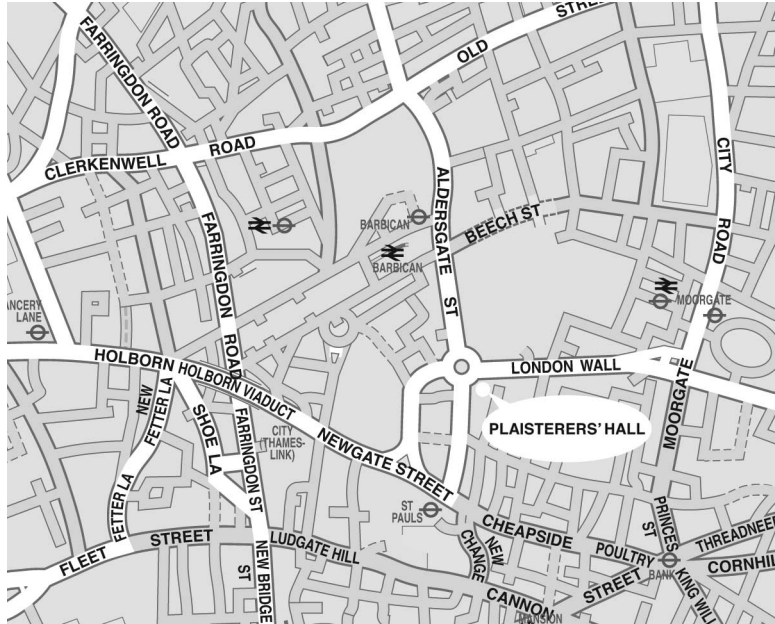 FARRINGDON ROAD
OLD
STREE
CLERKENWELL
ROAD
CITY
ROAD
ALDERSGATE ST
BARBICAN
BEECH ST
FARRINGDON ROAD
BARBICAN
ANCERY
LANE
MOORGATE
HOLBORN
HOLBORN VIADUCT
LONDON WALL
MOORGATE
NEW
FETTER LA
SHOE LA
FARRINGDON ST
CITY
(THAMES-
LINK)
NEWGATE STREET
PLAISTERERS' HALL
FETTER LA
ST
PAULS
FLEET
STREET
LUDGATE HILL
CHEAPSIDE
NEW
CHANGE
POULTRY
PRINCES
ST
THREADNEE
BANK
CORNHIL
KING WILL
NEW BRIDGE
ST
CANNON
STREET
MANSION